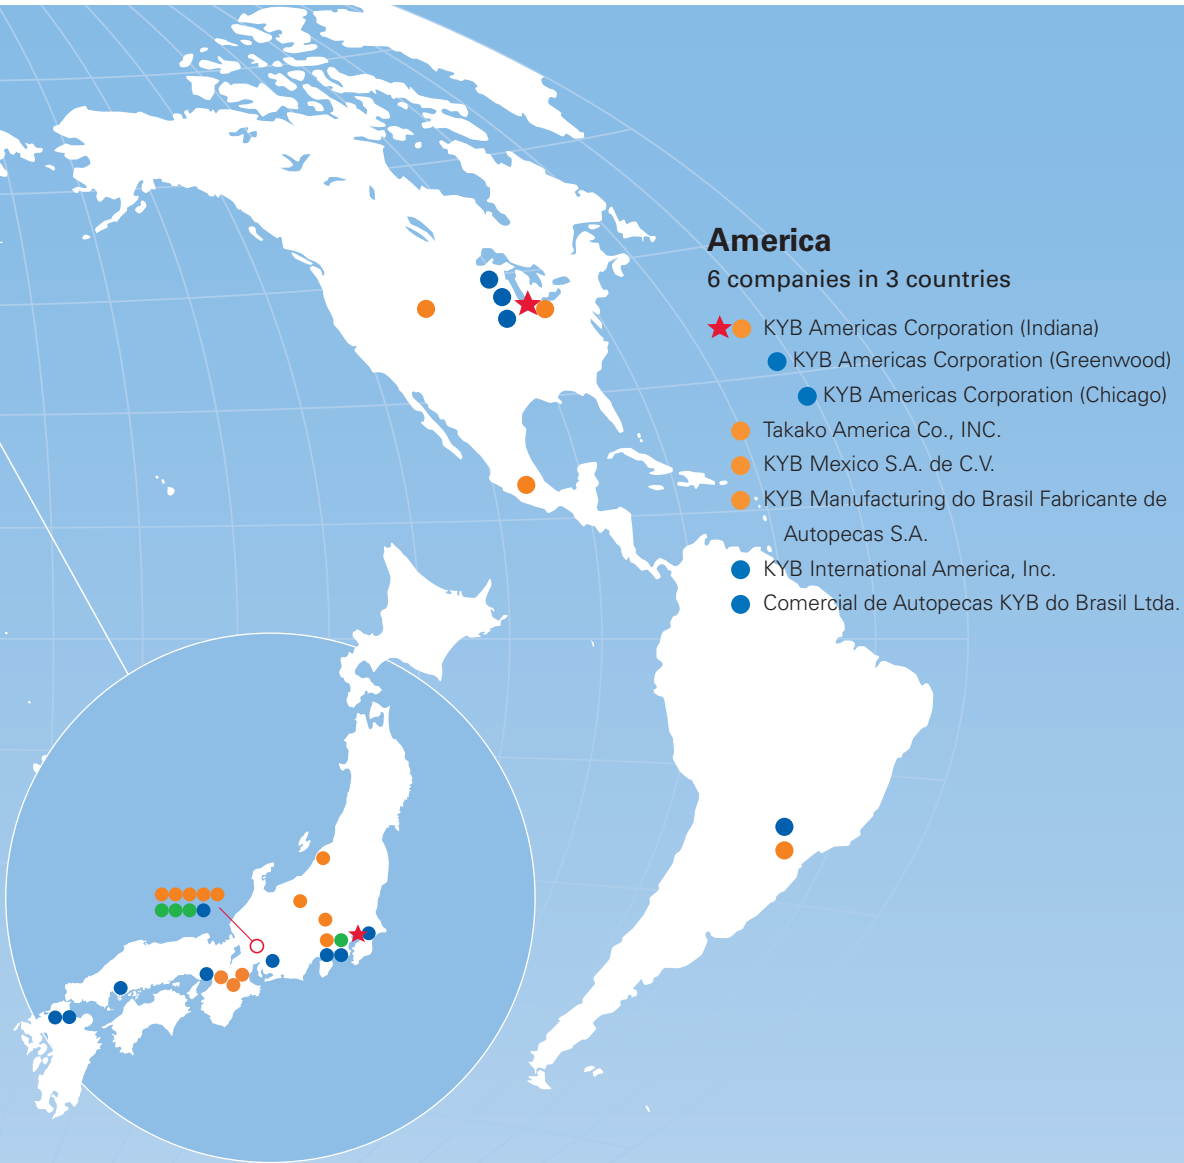 America
6 companies in 3 countries
KYB Americas Corporation (Indiana)
KYB Americas Corporation (Greenwood)
KYB Americas Corporation (Chicago)
Takako America Co., INC.
KYB Mexico S.A. de C.V.
KYB Manufacturing do Brasil Fabricante de
Autopecas S.A.
KYB International America, Inc.
Comercial de Autopecas KYB do Brasil Ltda.